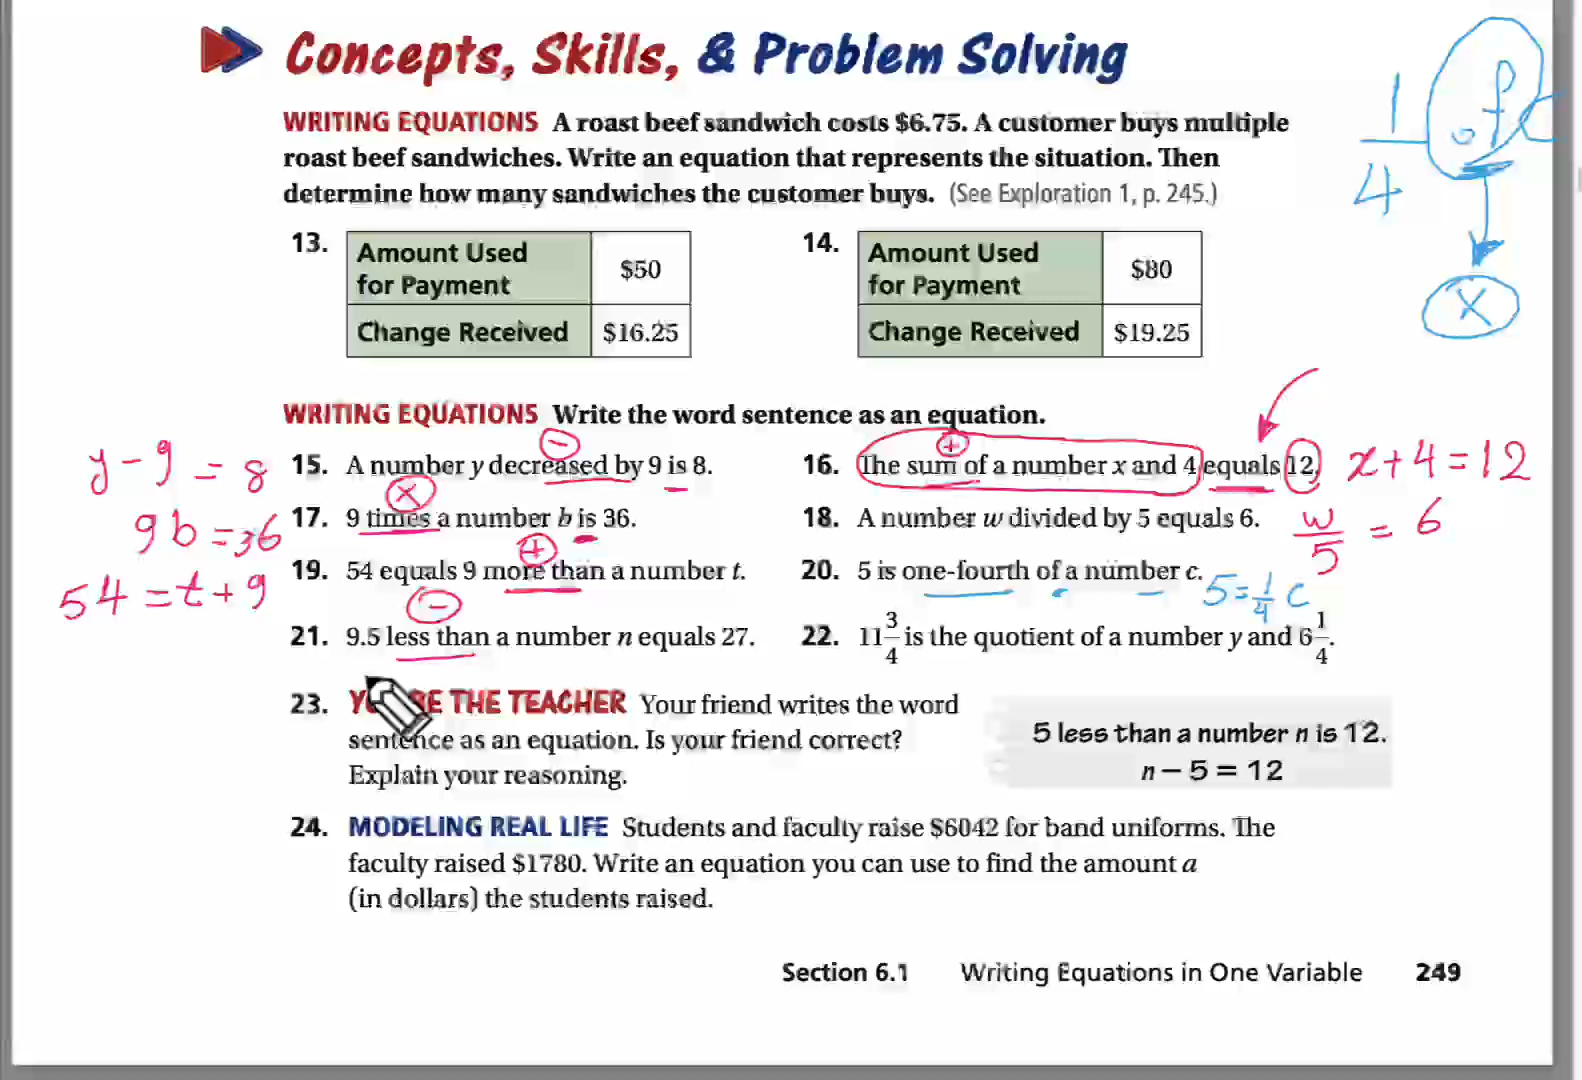 Concepts, Skills, & Problem Solving
WRITING EQUATIONS A roast beef sandwich costs $6.75. A customer buys multiple
roast beef sandwiches. Write an equation that represents the situation. Then
determine how many sandwiches the customer buys. (See Exploration 1, p. 245.)
1/4 of c
x
13. Amount Used for Payment $50
Change Received $16.25
14. Amount Used for Payment $80
Change Received $19.25
WRITING EQUATIONS Write the word sentence as an equation.
y - 9 = 8
15. A number y decreased by 9 is 8.
−
16. The sum of a number x and 4 equals 12.
+
x + 4 = 12
9b = 36
17. 9 times a number b is 36.
×
18. A number w divided by 5 equals 6.
w/5 = 6
54 = t + 9
19. 54 equals 9 more than a number t.
+
20. 5 is one-fourth of a number c.
5 = 1/4 c
21. 9.5 less than a number n equals 27.
−
22. 11 3/4 is the quotient of a number y and 6 1/4.
23. THE TEACHER Your friend writes the word
sentence as an equation. Is your friend correct?
Explain your reasoning.
5 less than a number n is 12.
n − 5 = 12
24. MODELING REAL LIFE Students and faculty raise $6042 for band uniforms. The
faculty raised $1780. Write an equation you can use to find the amount a
(in dollars) the students raised.
Section 6.1 Writing Equations in One Variable 249